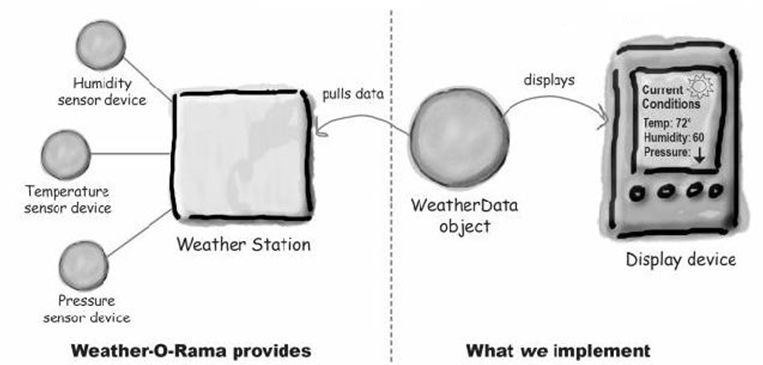 Humidity
sensor device
Temperature
sensor device
Pressure
sensor device
Weather Station
pulls data
WeatherData
object
displays
Current
Conditions
Temp: 72°
Humidity: 60
Pressure:
Display device
Weather-O-Rama provides
What we implement